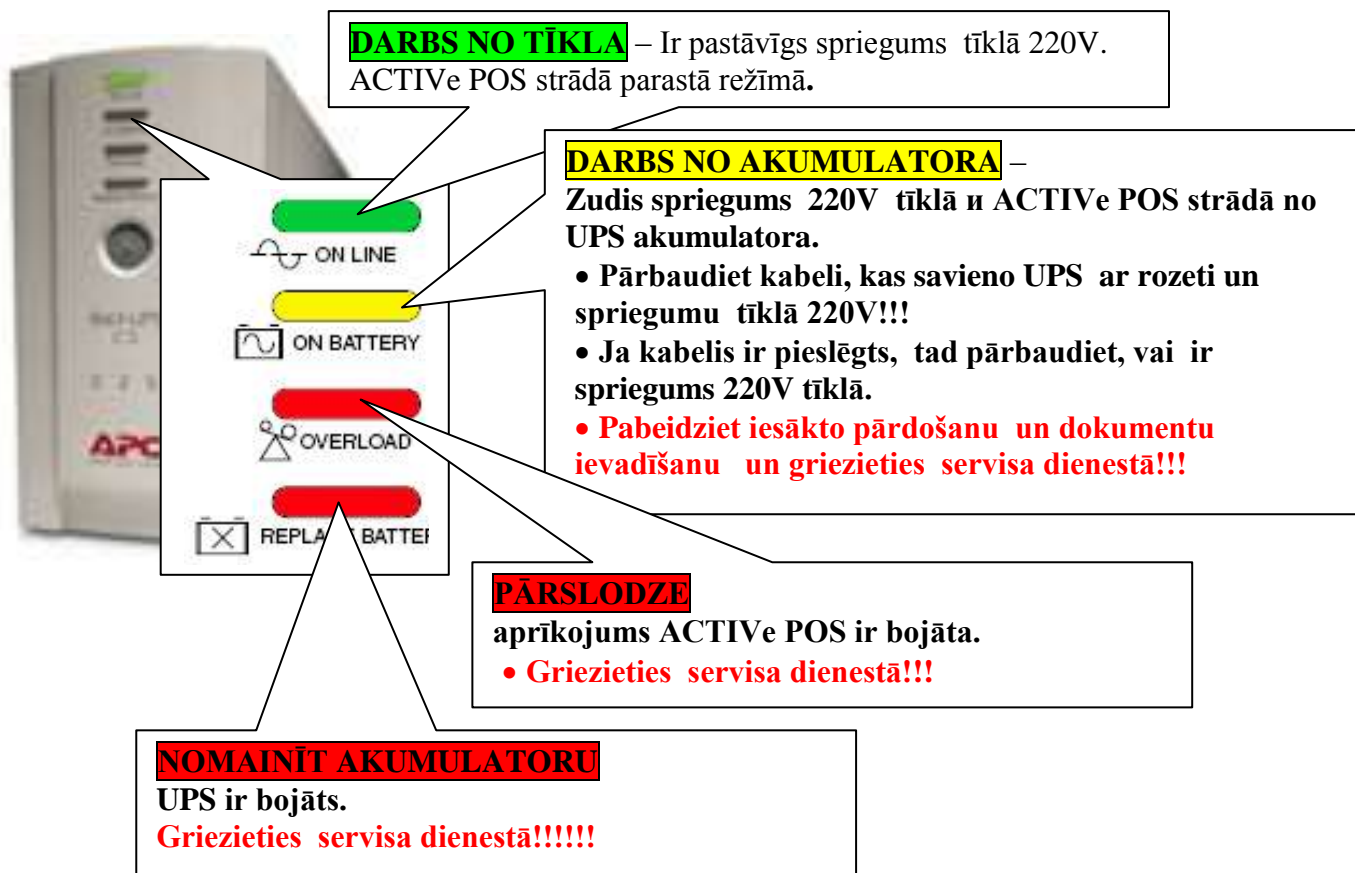 DARBS NO TĪKLA – Ir pastāvīgs spriegums tīklā 220V.
ACTIVe POS strādā parastā režīmā.
DARBS NO AKUMULATORA –
Zudis spriegums 220V tīklā и ACTIVe POS strādā no
UPS akumulatora.
• Pārbaudiet kabeli, kas savieno UPS ar rozeti un
spriegumu tīklā 220V!!!
• Ja kabelis ir pieslēgts, tad pārbaudiet, vai ir
spriegums 220V tīklā.
• Pabeidziet iesākto pārdošanu un dokumentu
ievadīšanu un griezieties servisa dienestā!!!
ON LINE
ON BATTERY
OVERLOAD
APC
PĀRSLODZE
aprīkojums ACTIVe POS ir bojāta.
• Griezieties servisa dienestā!!!
NOMAINĪT AKUMULATORU
UPS ir bojāts.
Griezieties servisa dienestā!!!!!!